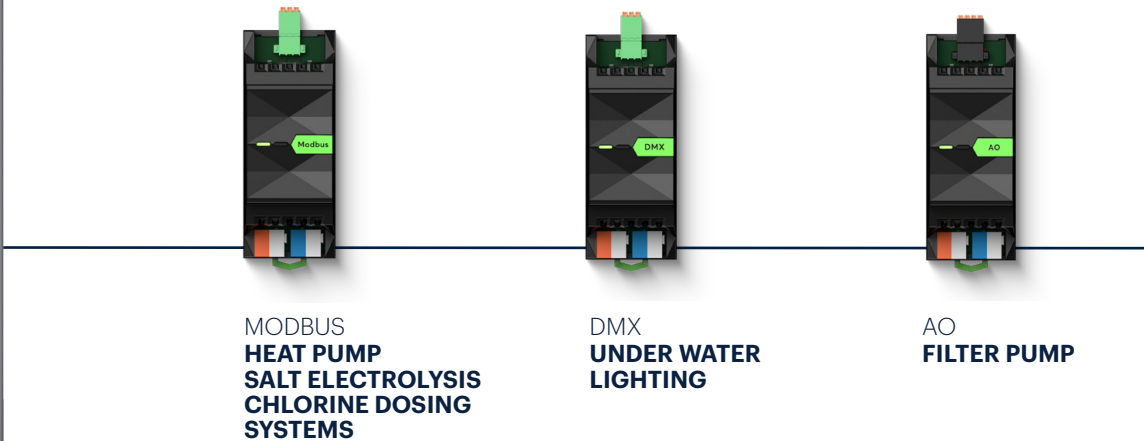 Modbus
DMX
AO
MODBUS
HEAT PUMP
SALT ELECTROLYSIS
CHLORINE DOSING
SYSTEMS
DMX
UNDER WATER
LIGHTING
AO
FILTER PUMP